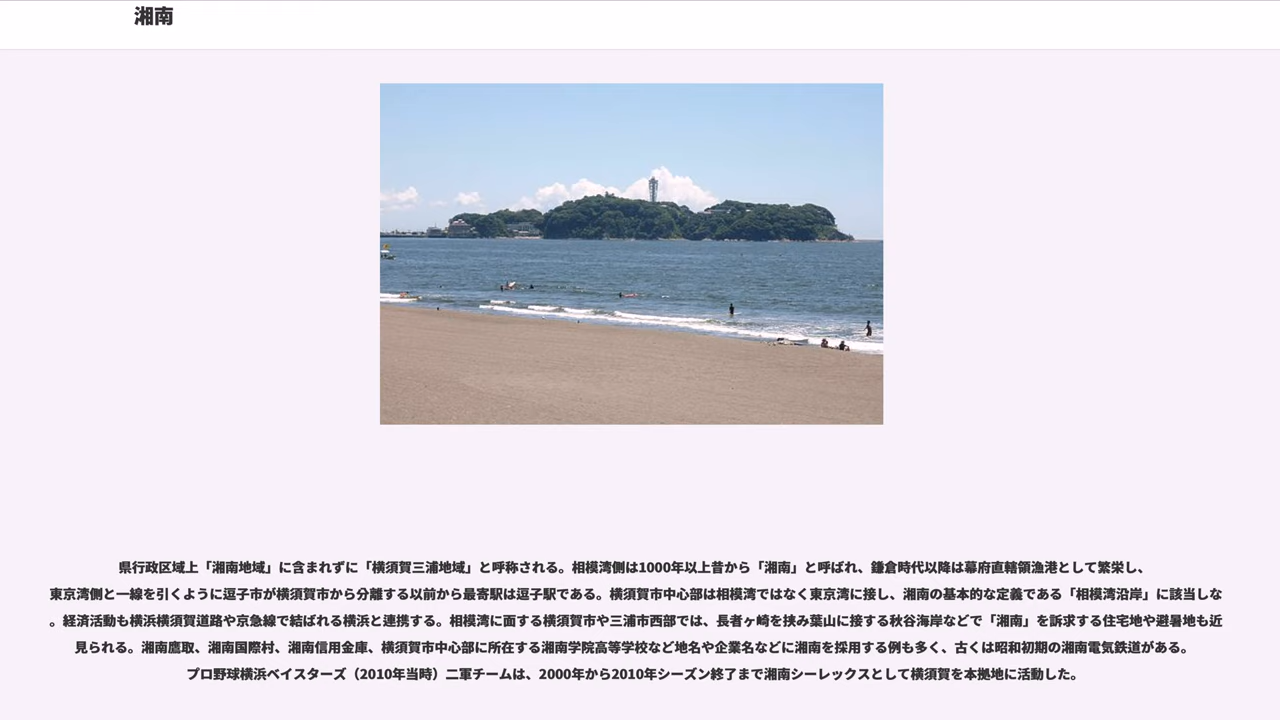 湘南
県行政区域上「湘南地域」に含まれずに「横須賀三浦地域」と呼称される。相模湾側は1000年以上昔から「湘南」と呼ばれ、鎌倉時代以降は幕府直轄領漁港として繁栄し、
東京湾側と一線を引くように逗子市が横須賀市から分離する以前から最寄駅は逗子駅である。横須賀市中心部は相模湾ではなく東京湾に接し、湘南の基本的な定義である「相模湾沿岸」に該当しな
。経済活動も横浜横須賀道路や京急線で結ばれる横浜と連携する。相模湾に面する横須賀市や三浦市西部では、長者ヶ崎を挟み葉山に接する秋谷海岸などで「湘南」を訴求する住宅地や避暑地も近
見られる。湘南鷹取、湘南国際村、湘南信用金庫、横須賀市中心部に所在する湘南学院高等学校など地名や企業名などに湘南を採用する例も多く、古くは昭和初期の湘南電気鉄道がある。
プロ野球横浜ベイスターズ（2010年当時）二軍チームは、2000年から2010年シーズン終了まで湘南シーレックスとして横須賀を本拠地に活動した。